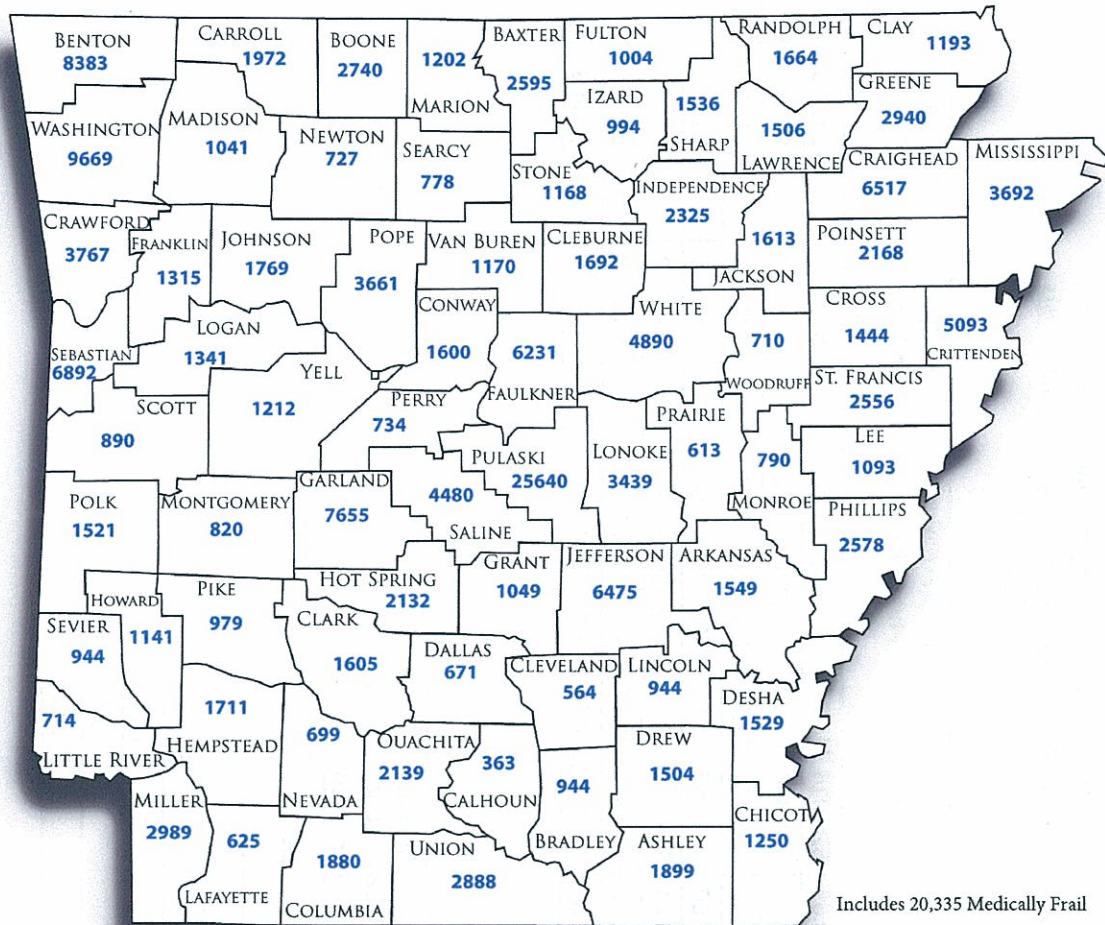 BENTON
8383
CARROLL
1972
BOONE
2740
1202
MARION
BAXTER
2595
FULTON
1004
RANDOLPH
1664
CLAY
1193
WASHINGTON
9669
MADISON
1041
NEWTON
727
SEARCY
778
STONE
1168
IZARD
994
1536
SHARP
1506
LAWRENCE
GREENE
2940
CRAIGHEAD
6517
MISSISSIPPI
3692
INDEPENDENCE
2325
CRAWFORD
3767
FRANKLIN
1315
JOHNSON
1769
POPE
3661
VAN BUREN
1170
CLEBURNE
1692
1613
JACKSON
POINSETT
2168
SEBASTIAN
6892
LOGAN
1341
CONWAY
1600
6231
FAULKNER
WHITE
4890
710
WOODRUFF
CROSS
1444
5093
CRITTENDEN
SCOTT
890
YELL
1212
PERRY
734
PRAIRIE
613
ST. FRANCIS
2556
POLK
1521
MONTGOMERY
820
GARLAND
7655
4480
SALINE
PULASKI
25640
LONOKE
3439
790
MONROE
LEE
1093
PHILLIPS
2578
HOT SPRING
2132
GRANT
1049
JEFFERSON
6475
ARKANSAS
1549
SEVIER
944
HOWARD
1141
PIKE
979
CLARK
1605
DALLAS
671
CLEVELAND
564
LINCOLN
944
DESHA
1529
714
LITTLE RIVER
1711
HEMPSTEAD
699
NEVADA
OUACHITA
2139
363
CALHOUN
944
BRADLEY
DREW
1504
MILLER
2989
625
LAFAYETTE
1880
COLUMBIA
UNION
2888
ASHLEY
1899
CHICOT
1250
Includes 20,335 Medically Frail